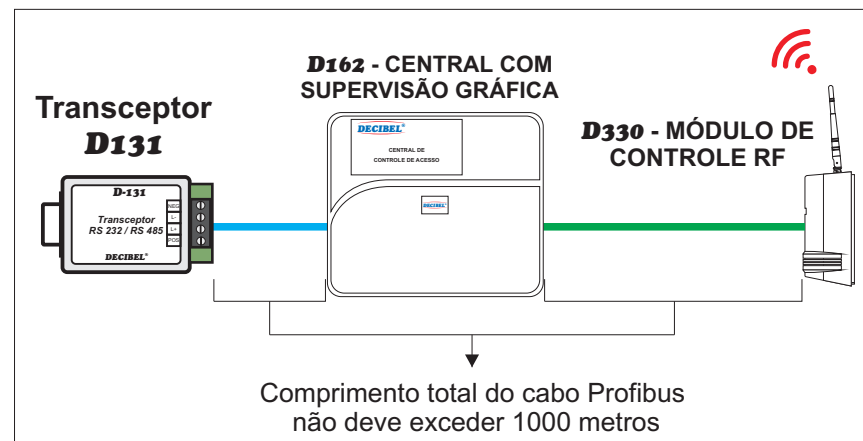 D162 - CENTRAL COM
SUPERVISÃO GRÁFICA
Transceptor
D131
D330 - MÓDULO DE
CONTROLE RF
DECIBEL®
CENTRAL DE
CONTROLE DE ACESSO
DECIBEL
D-131
Transceptor
RS 232 / RS 485
DECIBEL®
NEG
L-
L+
POS
Comprimento total do cabo Profibus
não deve exceder 1000 metros